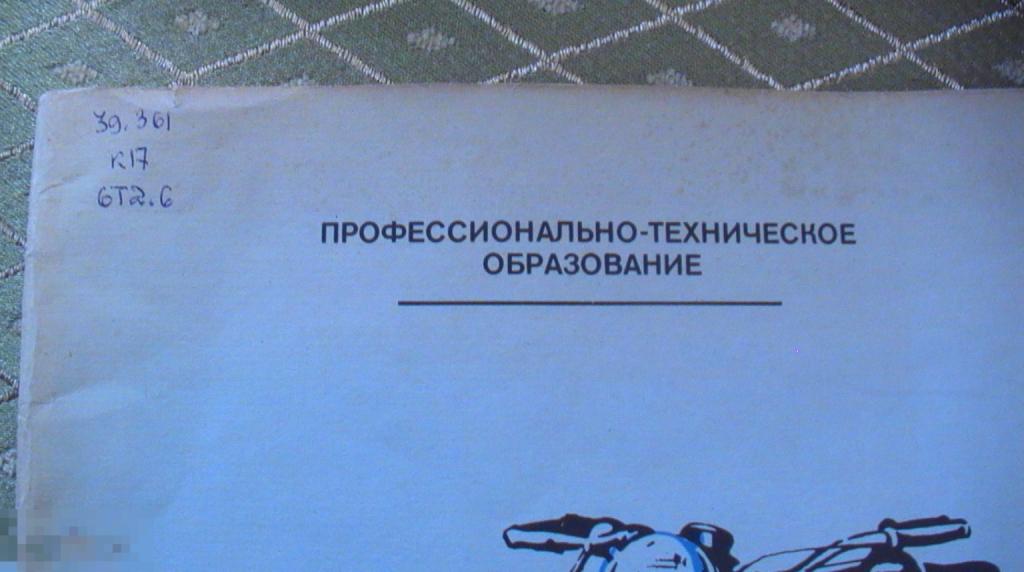 39.361
К17
6Т2.6
ПРОФЕССИОНАЛЬНО-ТЕХНИЧЕСКОЕ
ОБРАЗОВАНИЕ